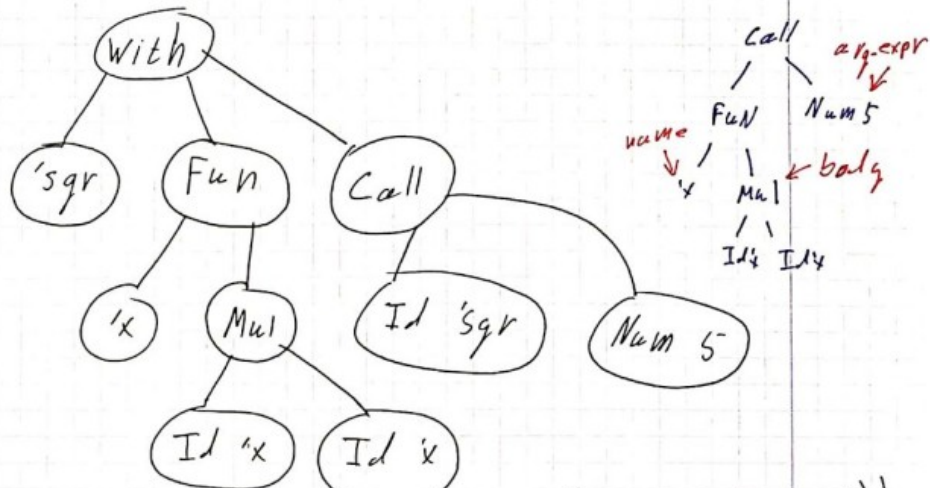 With
'sqr
Fun
Call
'x
Mul
Id 'sqr
Num 5
Id 'x
Id 'x
Call
arg-expr
Fun
Num 5
name
'x
Mul
body
Id'x Id'x